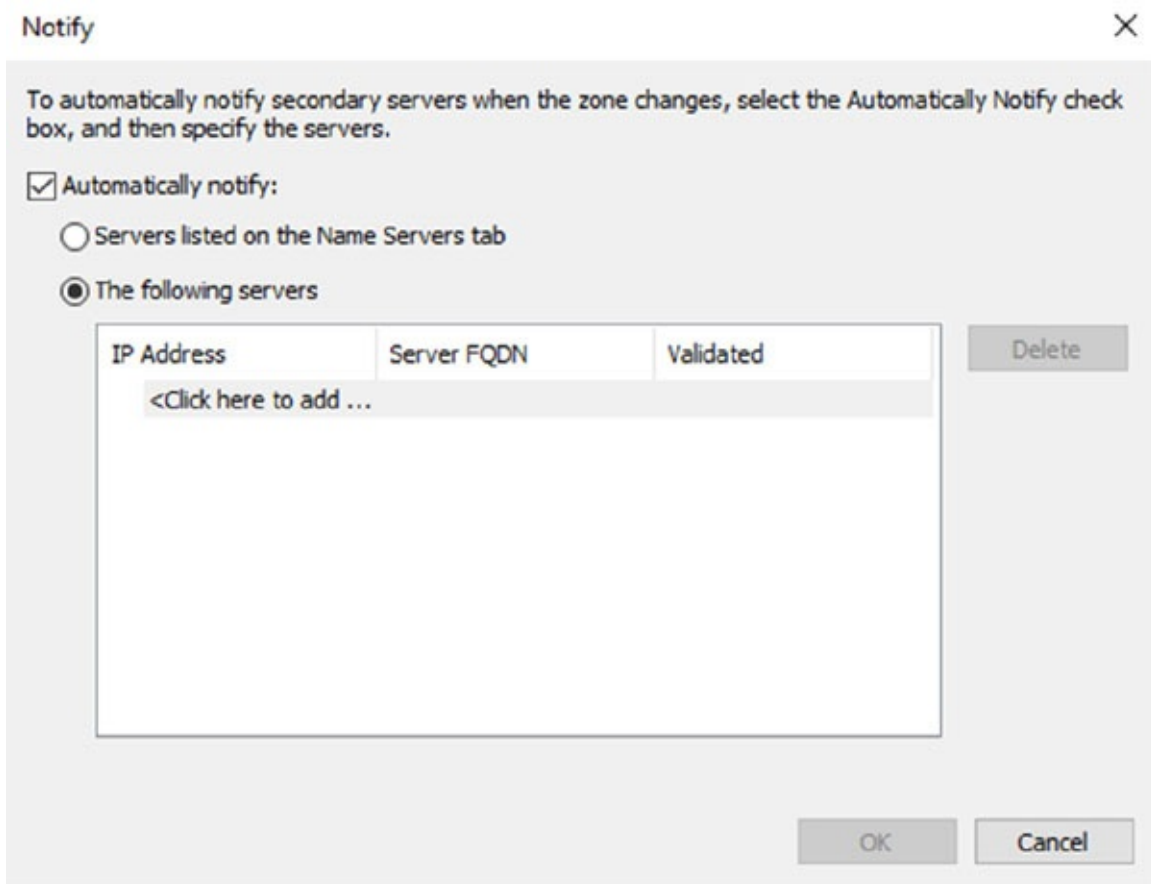 Notify
To automatically notify secondary servers when the zone changes, select the Automatically Notify check
box, and then specify the servers.
Automatically notify:
Servers listed on the Name Servers tab
The following servers
IP Address Server FQDN Validated
Delete
<Click here to add ...
OK Cancel